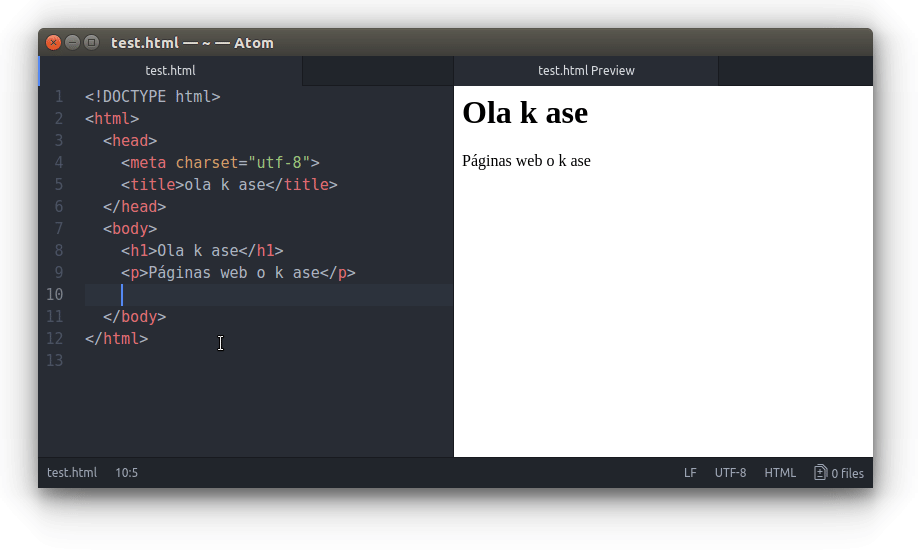 test.html — ~ — Atom
test.html
test.html Preview
1 <!DOCTYPE html>
2 <html>
3 <head>
4 <meta charset="utf-8">
5 <title>ola k ase</title>
6 </head>
7 <body>
8 <h1>Ola k ase</h1>
9 <p>Páginas web o k ase</p>
10
11 </body>
12 </html>
13
Ola k ase
Páginas web o k ase
test.html 10:5 LF UTF-8 HTML 0 files